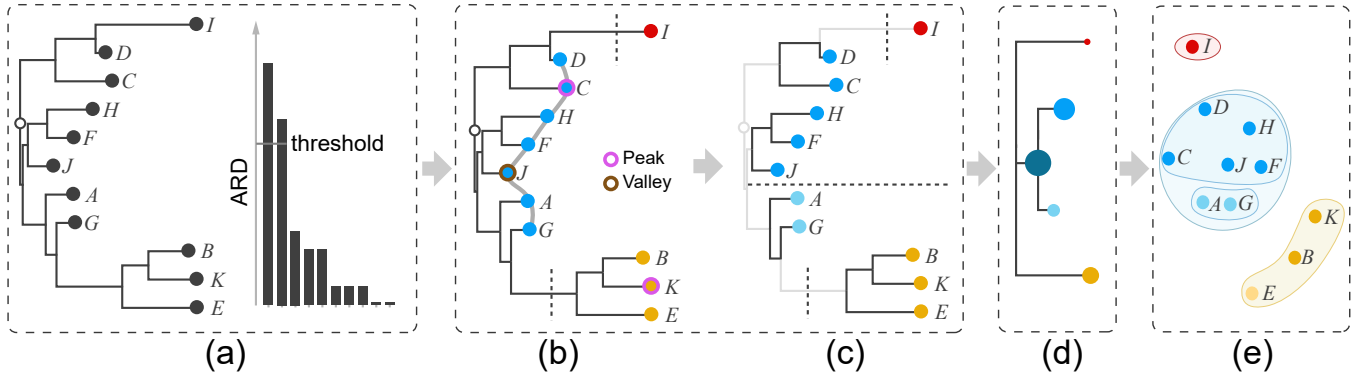 I
D
C
H
F
J
A
G
B
K
E
ARD
threshold
(a)
I
D
C
H
F
J
A
G
B
K
E
Peak
Valley
(b)
I
D
C
H
F
J
A
G
B
K
E
(c)
(d)
I
D
H
C
J
F
A
G
K
B
E
(e)